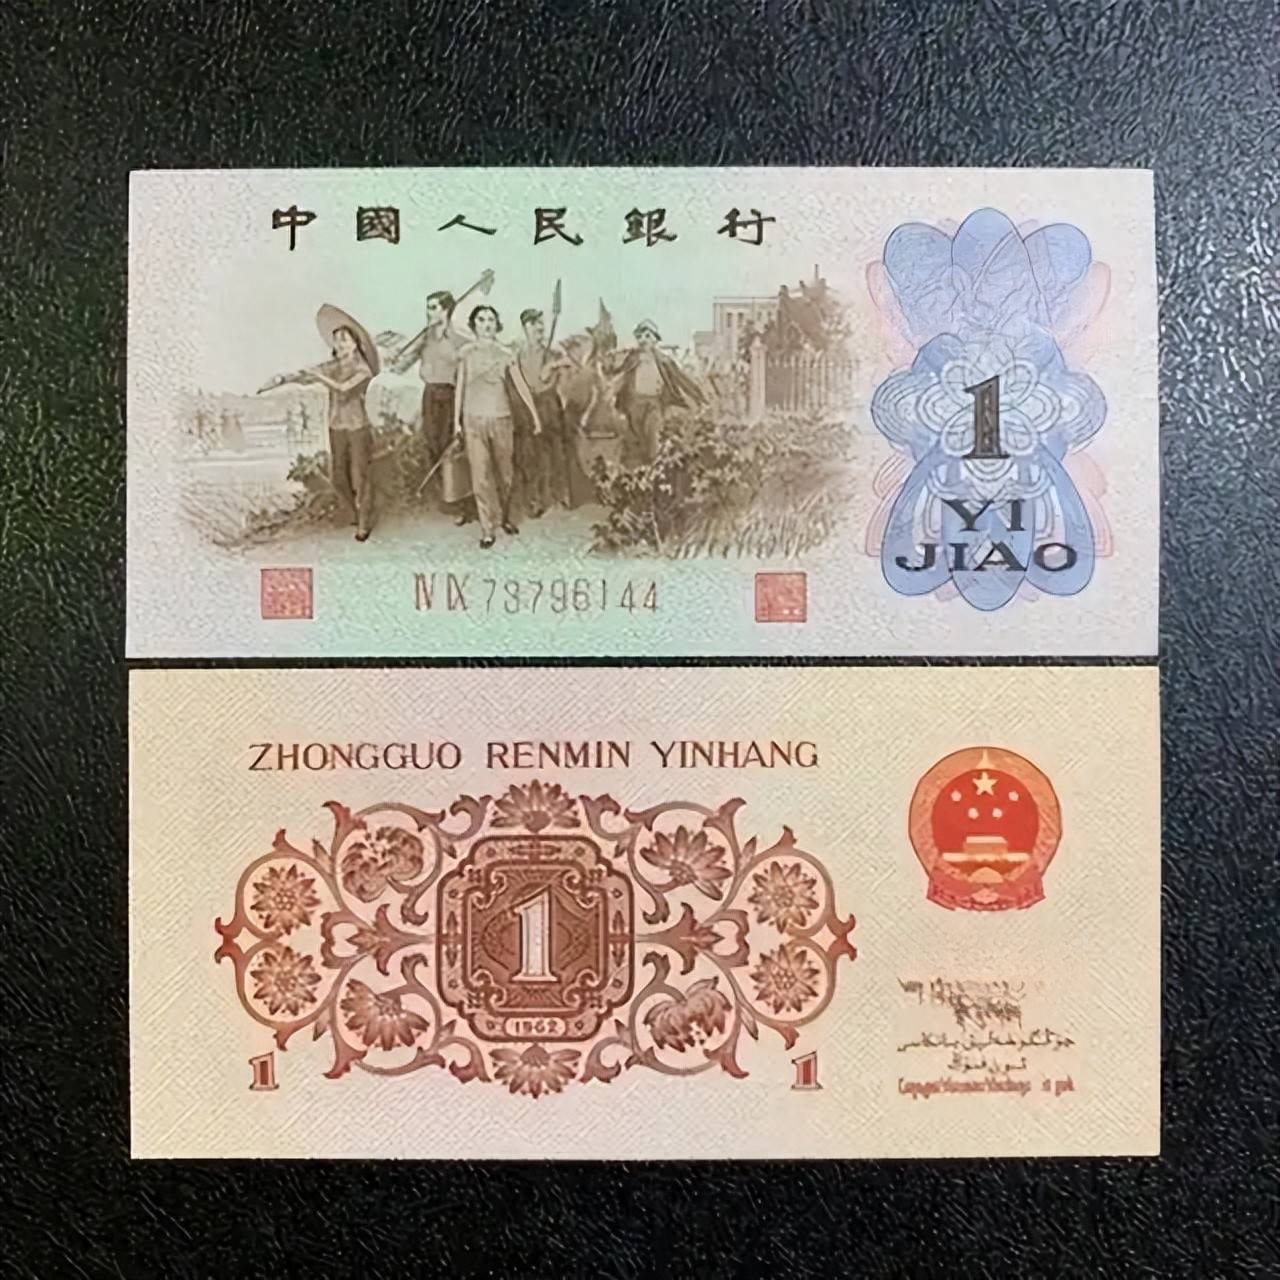 中國人民銀行
1
YI
JIAO
IV IX 73796144
ZHONGGUO RENMIN YINHANG
1
1962
1 1